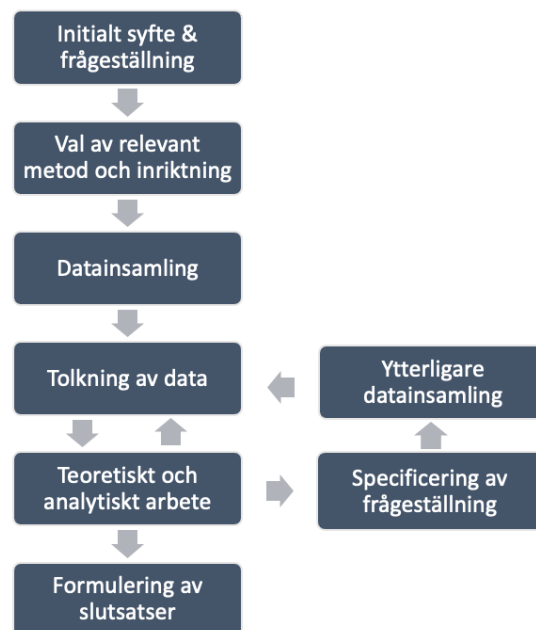 Initialt syfte &
frågeställning
Val av relevant
metod och inriktning
Datainsamling
Tolkning av data
Ytterligare
datainsamling
Teoretiskt och
analytiskt arbete
Specificering av
frågeställning
Formulering av
slutsatser